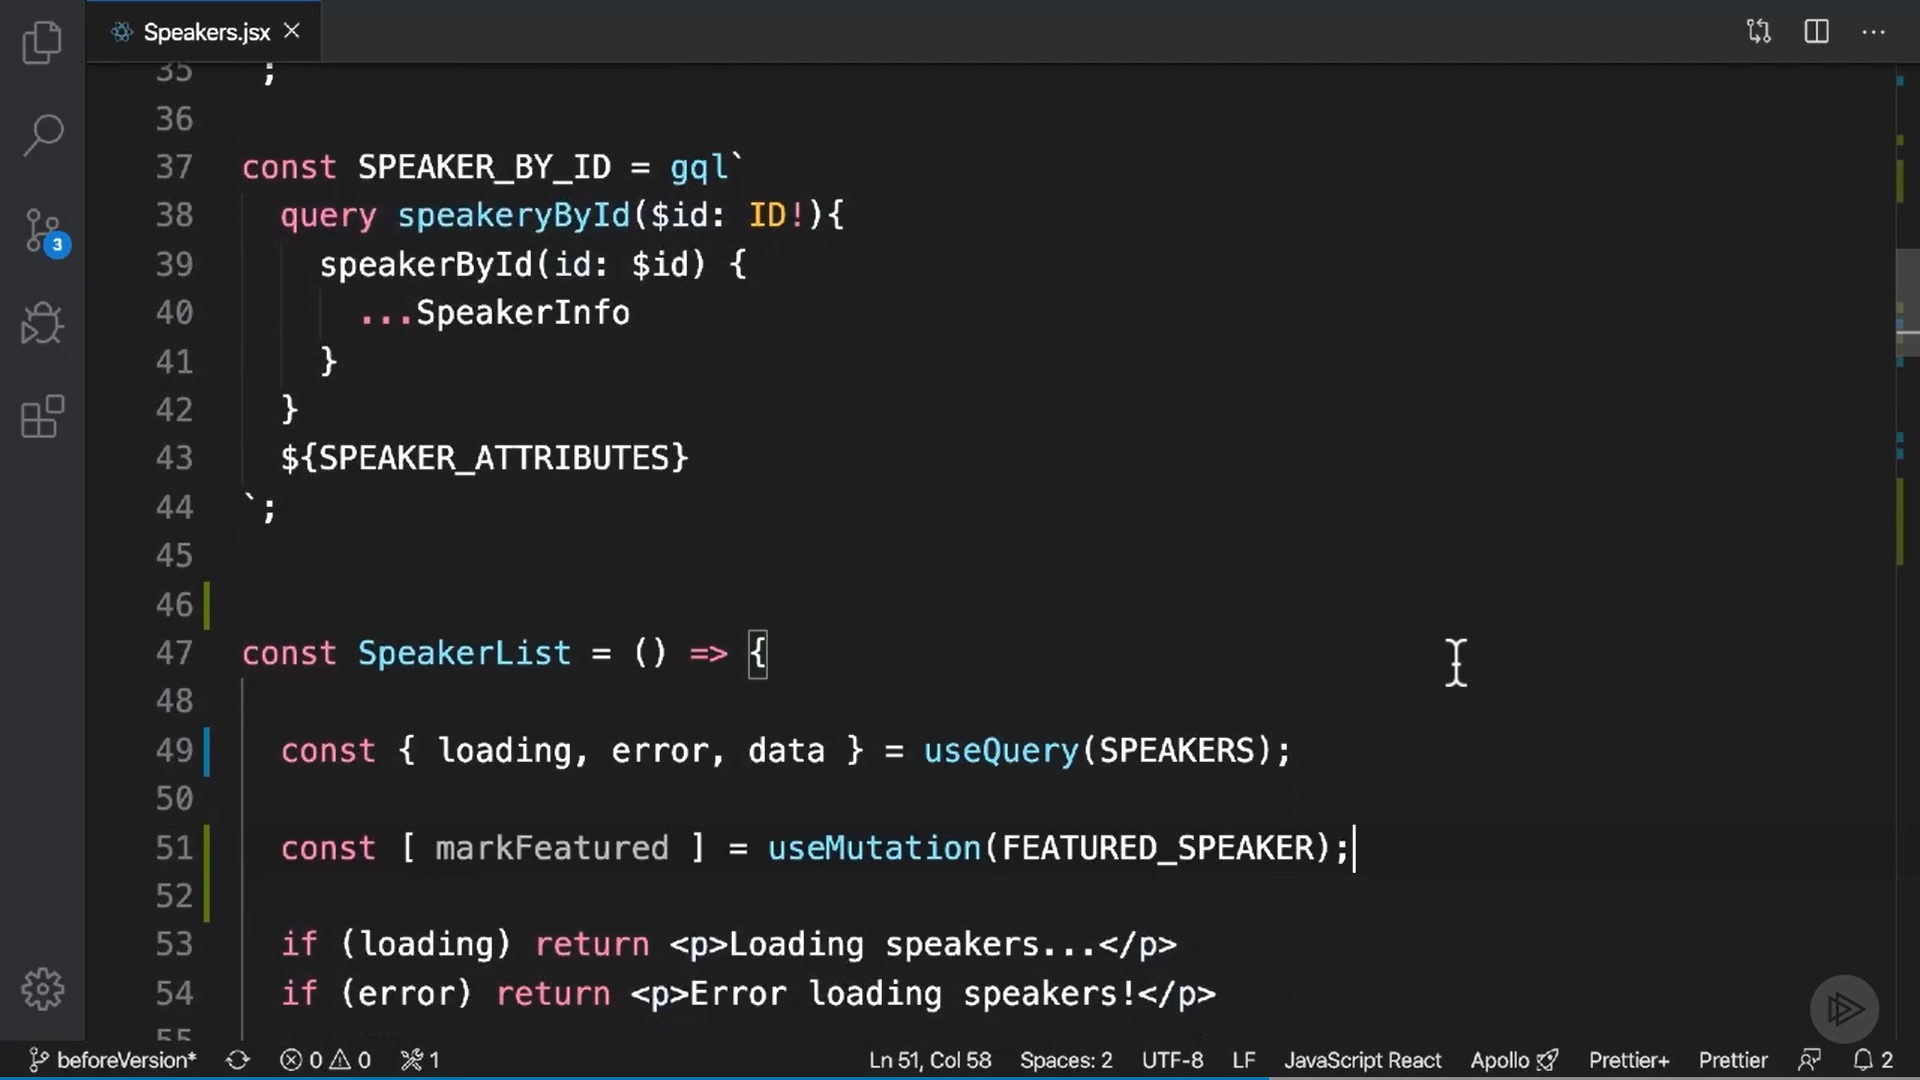 Speakers.jsx
35 `;
36
37 const SPEAKER_BY_ID = gql`
38 query speakeryById($id: ID!){
39 speakerById(id: $id) {
40 ...SpeakerInfo
41 }
42 }
43 ${SPEAKER_ATTRIBUTES}
44 `;
45
46
47 const SpeakerList = () => {
48
49 const { loading, error, data } = useQuery(SPEAKERS);
50
51 const [ markFeatured ] = useMutation(FEATURED_SPEAKER);
52
53 if (loading) return <p>Loading speakers...</p>
54 if (error) return <p>Error loading speakers!</p>
55
3
beforeVersion* 0 0 1 Ln 51, Col 58 Spaces: 2 UTF-8 LF JavaScript React Apollo Prettier+ Prettier 2